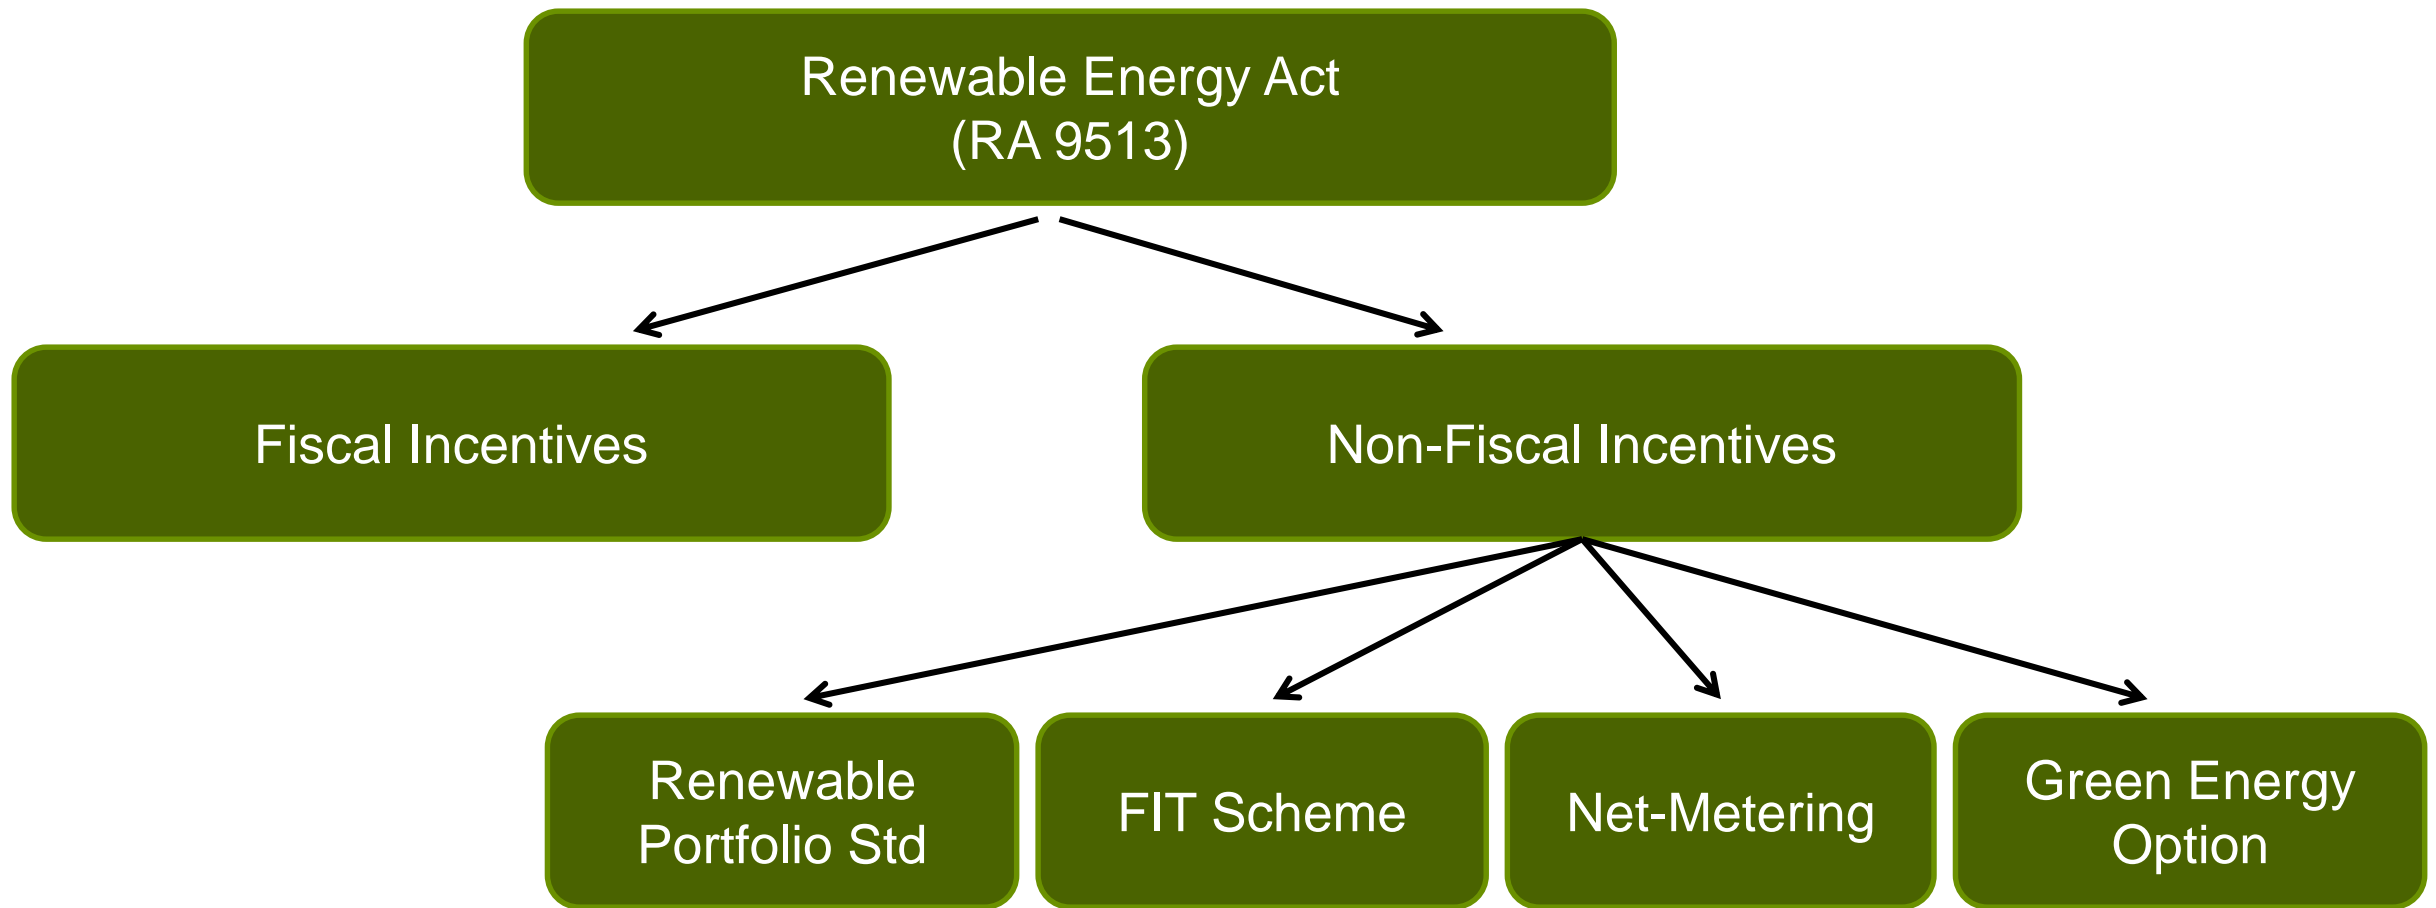 Renewable Energy Act
(RA 9513)
Fiscal Incentives
Non-Fiscal Incentives
Renewable
Portfolio Std
FIT Scheme
Net-Metering
Green Energy
Option